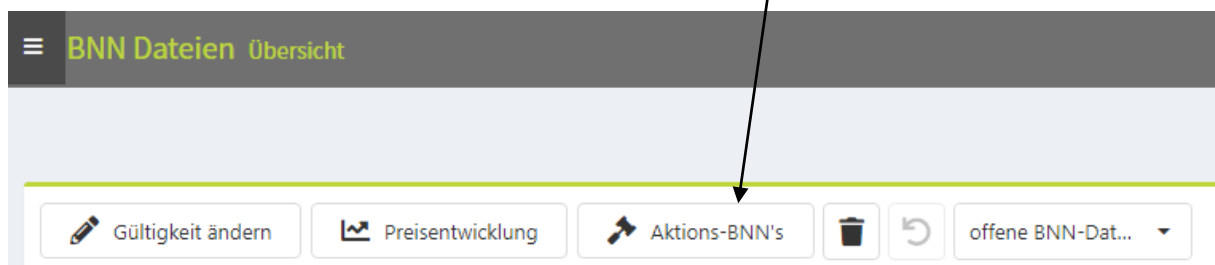 BNN Dateien Übersicht
Gültigkeit ändern Preisentwicklung Aktions-BNN's offene BNN-Dat...